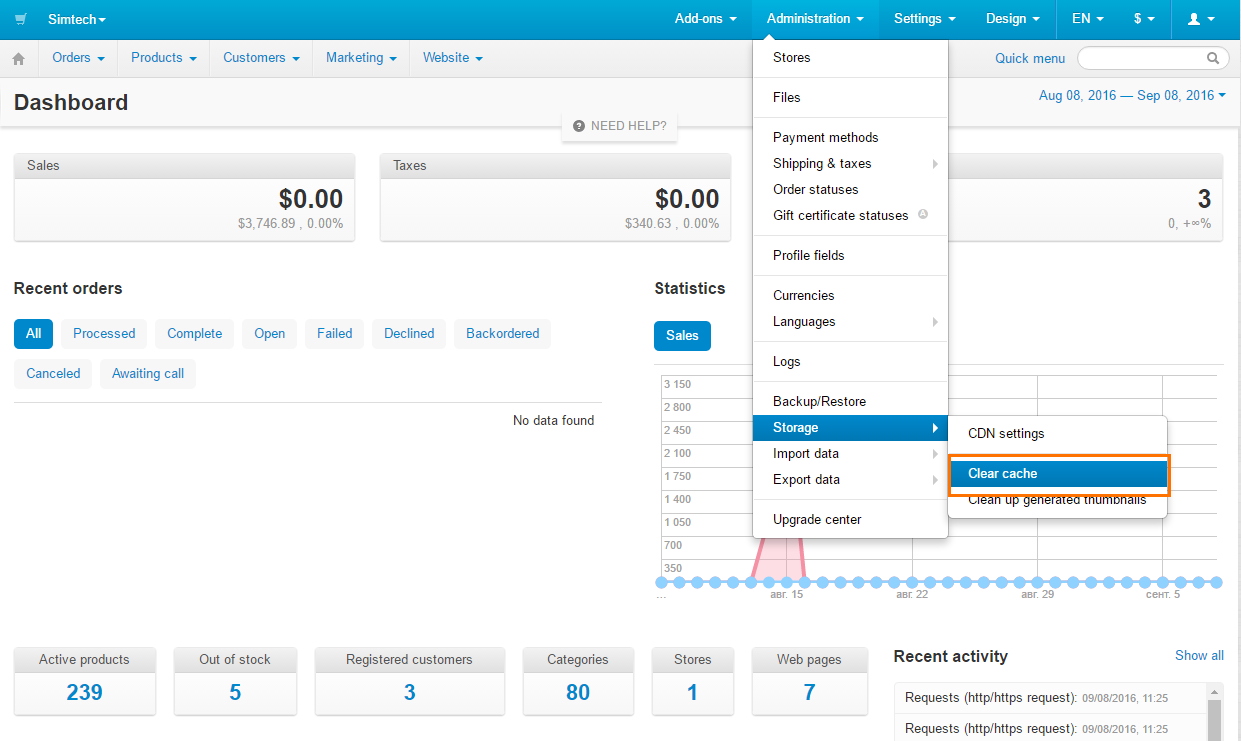 Simtech
Add-ons
Administration
Settings
Design
EN
$
Orders
Products
Customers
Marketing
Website
Quick menu
Dashboard
Aug 08, 2016 — Sep 08, 2016
NEED HELP?
Stores
Files
Payment methods
Shipping & taxes
Order statuses
Gift certificate statuses
Profile fields
Currencies
Languages
Logs
Backup/Restore
Storage
Import data
Export data
Upgrade center
CDN settings
Clear cache
Clean up generated thumbnails
Sales
$0.00
$3,746.89 , 0.00%
Taxes
$0.00
$340.63 , 0.00%
3
0, +∞%
Recent orders
All
Processed
Complete
Open
Failed
Declined
Backordered
Canceled
Awaiting call
No data found
Statistics
Sales
3 150
2 800
2 450
2 100
1 750
1 400
1 050
700
350
...
авг. 15
авг. 22
авг. 29
сент. 5
Active products
239
Out of stock
5
Registered customers
3
Categories
80
Stores
1
Web pages
7
Recent activity
Show all
Requests (http/https request): 09/08/2016, 11:25
Requests (http/https request): 09/08/2016, 11:25